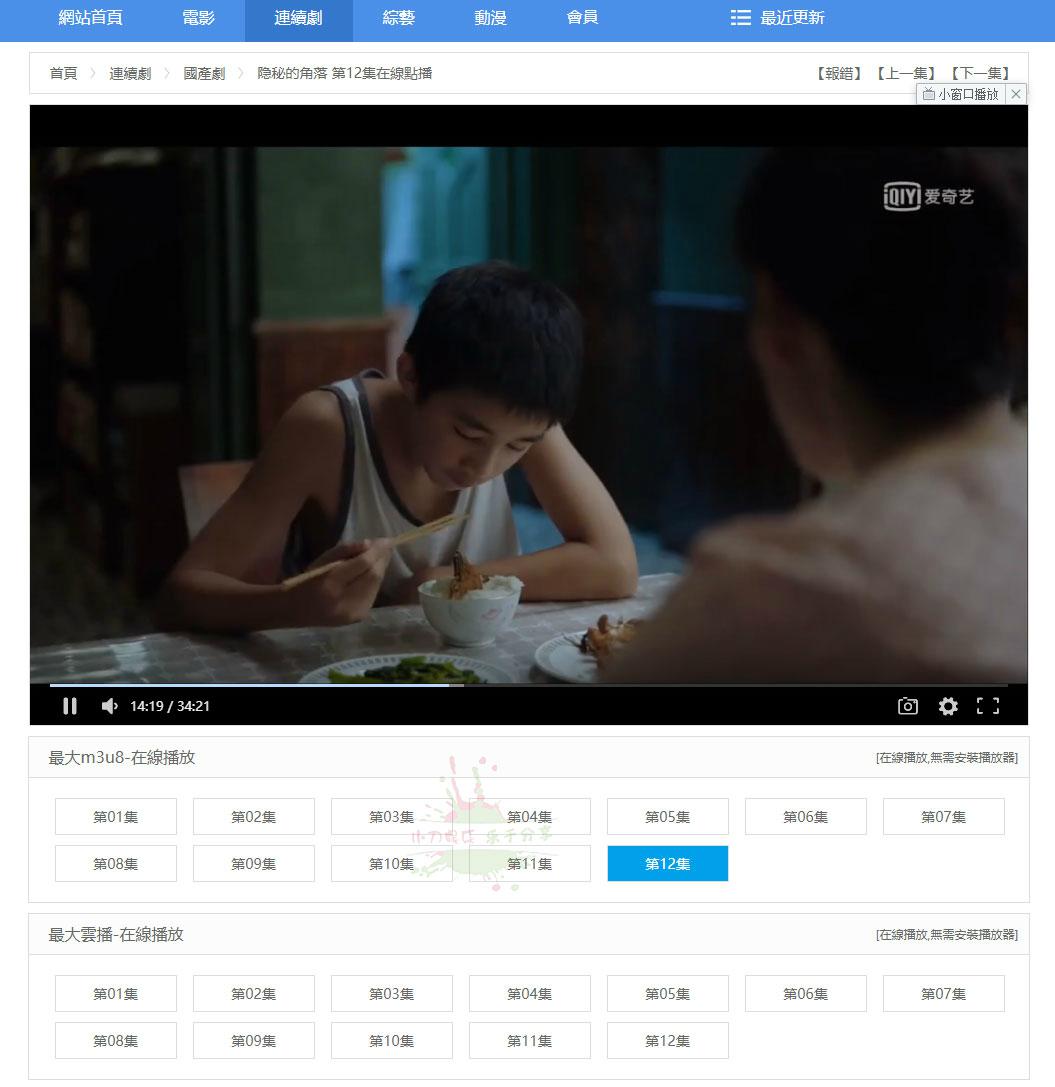 網站首頁 電影 連續劇 綜藝 動漫 會員 最近更新
首頁 連續劇 國產劇 隐秘的角落 第12集在線點播 【報錯】 【上一集】 【下一集】
小窗口播放
iQIYI 爱奇艺
14:19 / 34:21
最大m3u8-在線播放 [在線播放,無需安裝播放器]
第01集 第02集 第03集 第04集 第05集 第06集 第07集
小刀娱乐 乐于分享
第08集 第09集 第10集 第11集 第12集
最大雲播-在線播放 [在線播放,無需安裝播放器]
第01集 第02集 第03集 第04集 第05集 第06集 第07集
第08集 第09集 第10集 第11集 第12集